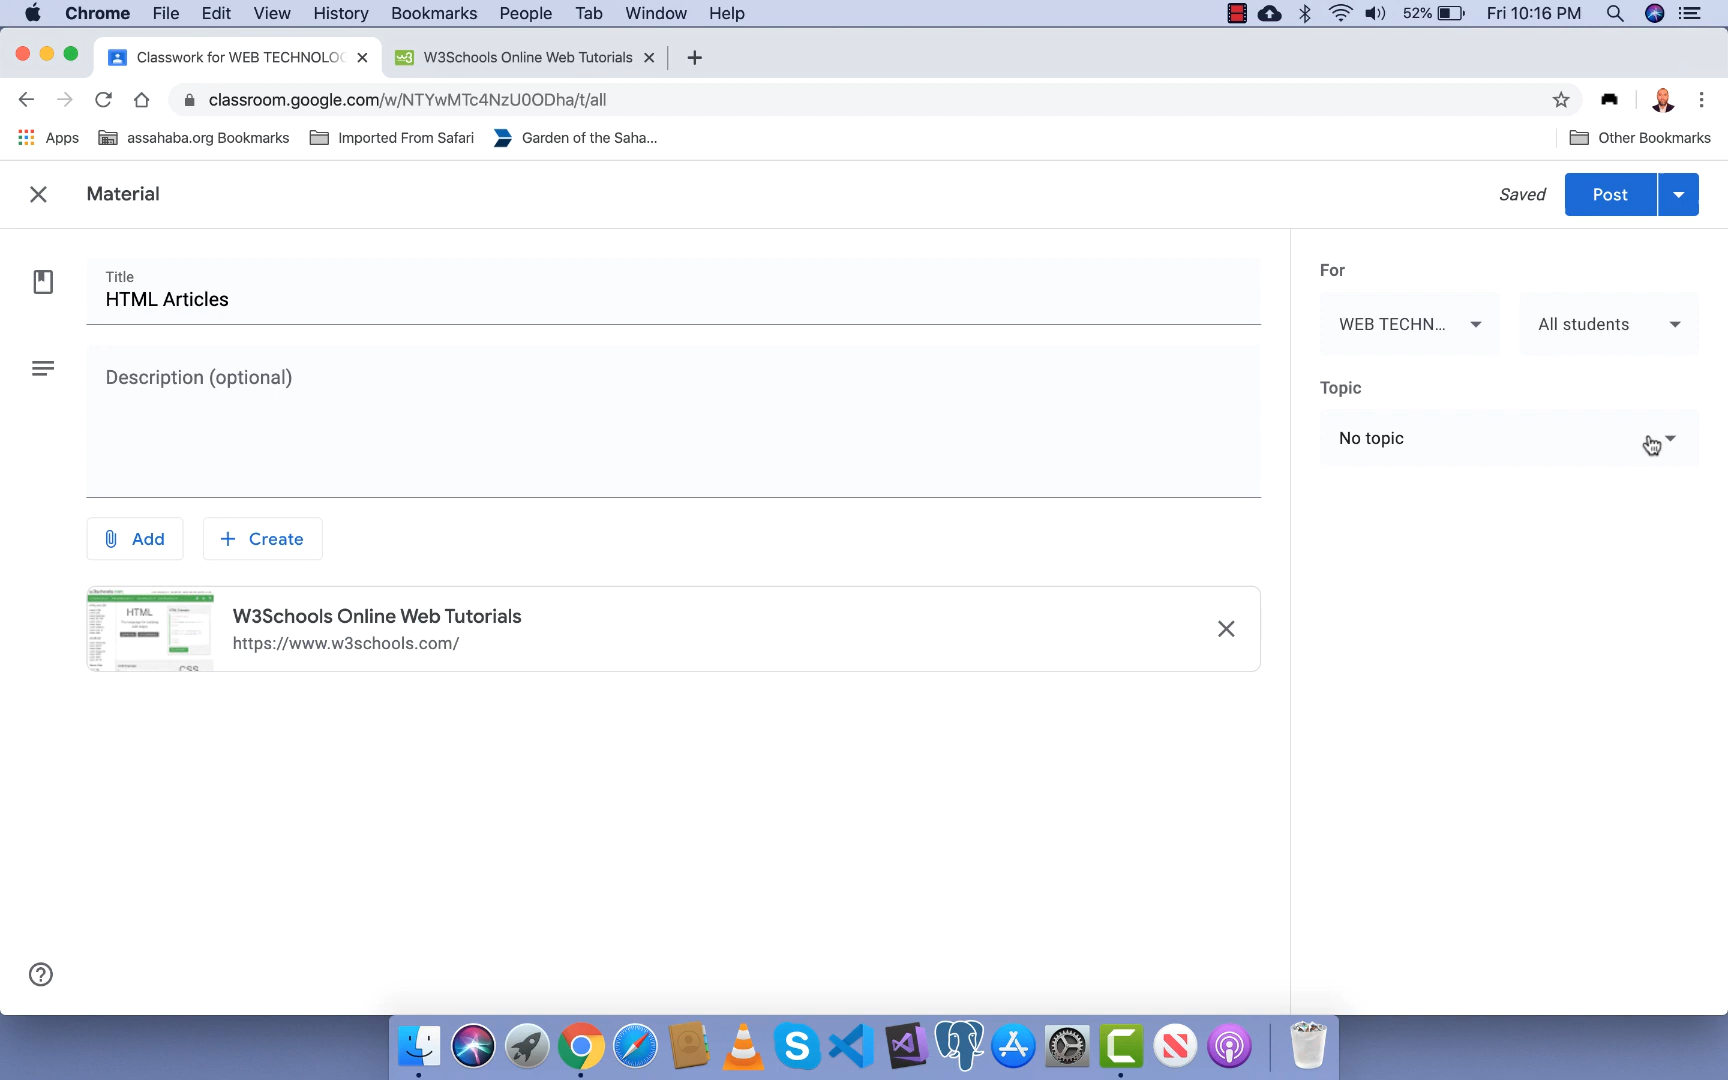 Chrome File Edit View History Bookmarks People Tab Window Help 52% Fri 10:16 PM
Classwork for WEB TECHNOLOG W3Schools Online Web Tutorials
classroom.google.com/w/NTYwMTc4NzU0ODha/t/all
Apps assahaba.org Bookmarks Imported From Safari Garden of the Saha... Other Bookmarks
Material Saved Post
Title
HTML Articles
Description (optional)
Add Create
W3Schools Online Web Tutorials
https://www.w3schools.com/
HTML
CSS
For
WEB TECHN... All students
Topic
No topic